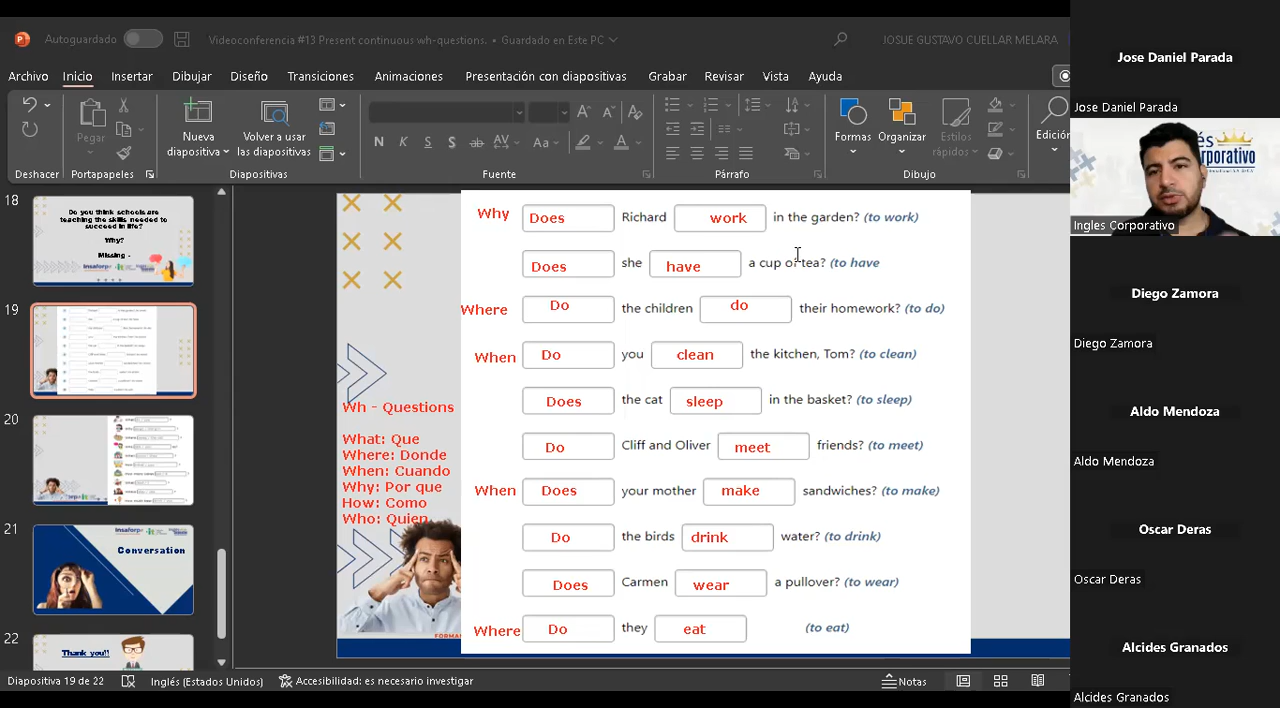 Autoguardado
Videoconferencia #13 Present continuous wh-questions. • Guardado en Este PC
JOSUE GUSTAVO CUELLAR MELARA
Archivo Inicio Insertar Dibujar Diseño Transiciones Animaciones Presentación con diapositivas Grabar Revisar Vista Ayuda
Pegar
Nueva diapositiva
Volver a usar las diapositivas
N K S S ab AV Aa A
Formas
Organizar
Estilos rápidos
Edición
Deshacer Portapapeles Diapositivas Fuente Párrafo Dibujo
18
Do you think schools are
teaching the skills needed to
succeed in life?
Why?
Missing -
19
20
21
Conversation
22
Thank you!!
Wh - Questions
What: Que
Where: Donde
When: Cuando
Why: Por que
How: Como
Who: Quien
Why Does Richard work in the garden? (to work)
Does she have a cup of tea? (to have
Where Do the children do their homework? (to do)
When Do you clean the kitchen, Tom? (to clean)
Does the cat sleep in the basket? (to sleep)
Do Cliff and Oliver meet friends? (to meet)
When Does your mother make sandwiches? (to make)
Do the birds drink water? (to drink)
Does Carmen wear a pullover? (to wear)
Where Do they eat (to eat)
Diapositiva 19 de 22
Inglés (Estados Unidos)
Accesibilidad: es necesario investigar
Notas
Jose Daniel Parada
Jose Daniel Parada
Ingles Corporativo
Diego Zamora
Diego Zamora
Aldo Mendoza
Aldo Mendoza
Oscar Deras
Oscar Deras
Alcides Granados
Alcides Granados